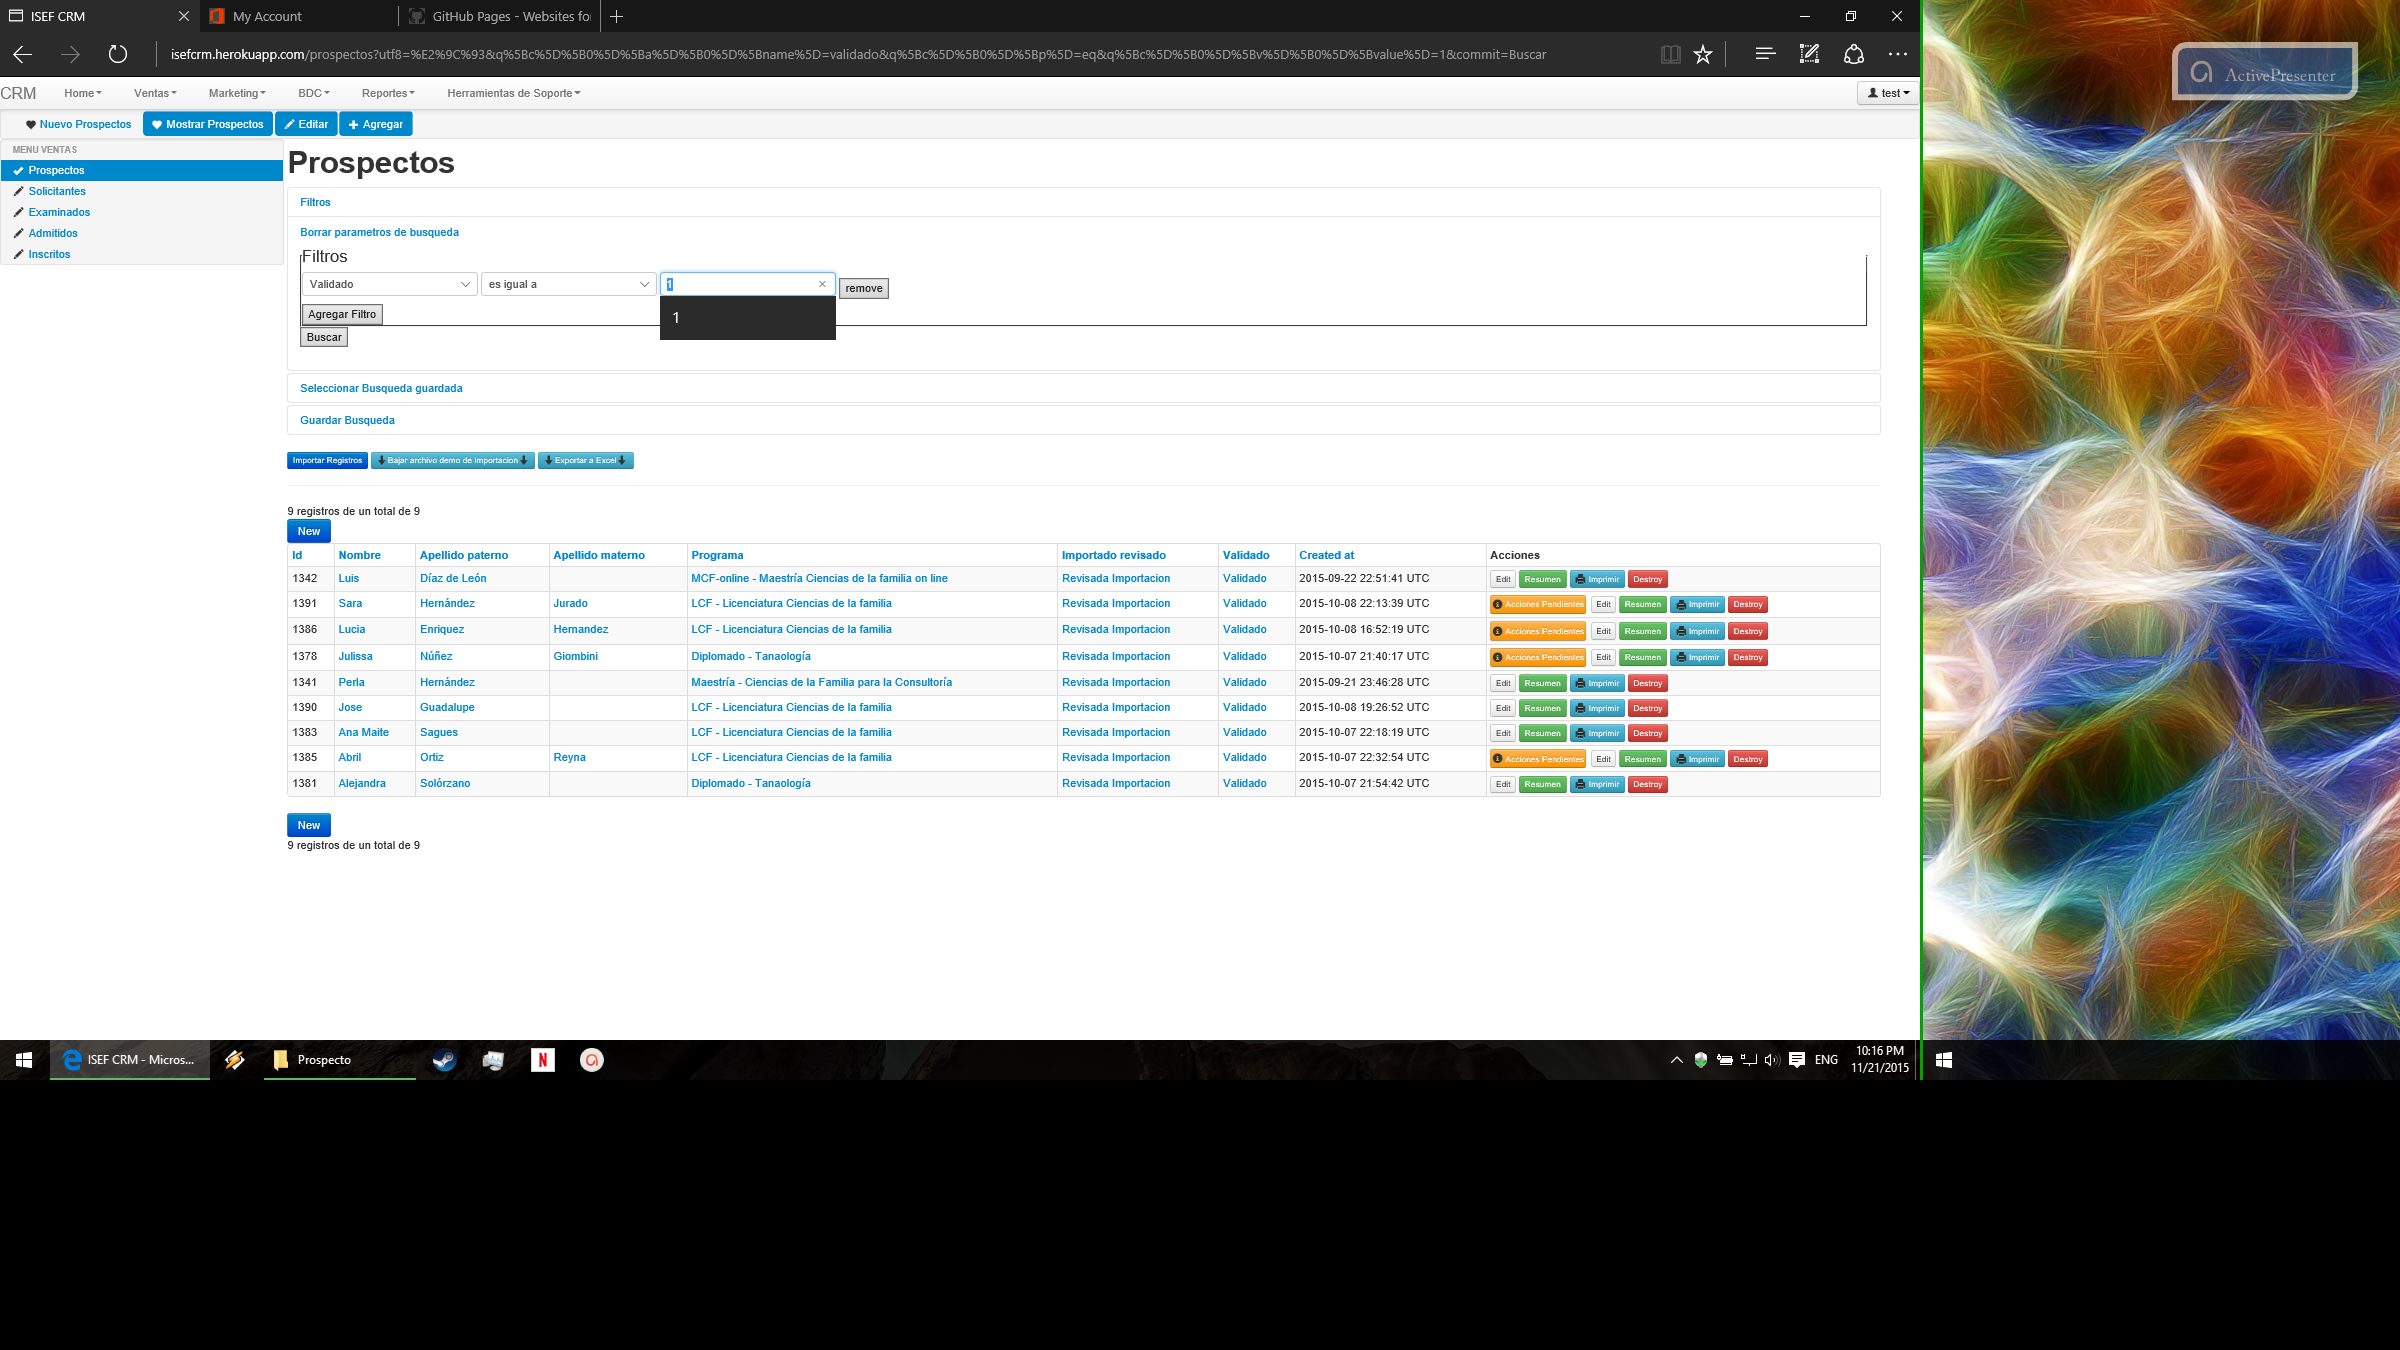 ISEF CRM
My Account
GitHub Pages - Websites fo
isefcrm.herokuapp.com/prospectos?utf8=%E2%9C%93&q%5Bc%5D%5B0%5D%5Ba%5D%5B0%5D%5Bname%5D=validado&q%5Bc%5D%5B0%5D%5Bp%5D=eq&q%5Bc%5D%5B0%5D%5Bv%5D%5B0%5D%5Bvalue%5D=1&commit=Buscar
ActivePresenter
CRM Home Ventas Marketing BDC Reportes Herramientas de Soporte test
Nuevo Prospectos Mostrar Prospectos Editar Agregar
MENU VENTAS
Prospectos
Solicitantes
Examinados
Admitidos
Inscritos
Prospectos
Filtros
Borrar parametros de busqueda
Filtros
Validado es igual a 1 remove
1
Agregar Filtro
Buscar
Seleccionar Busqueda guardada
Guardar Busqueda
Importar Registros Bajar archivo demo de importacion Exportar a Excel
9 registros de un total de 9
New
Id Nombre Apellido paterno Apellido materno Programa Importado revisado Validado Created at Acciones
1342 Luis Díaz de León MCF-online - Maestría Ciencias de la familia on line Revisada Importacion Validado 2015-09-22 22:51:41 UTC Edit Resumen Imprimir Destroy
1391 Sara Hernández Jurado LCF - Licenciatura Ciencias de la familia Revisada Importacion Validado 2015-10-08 22:13:39 UTC Acciones Pendientes Edit Resumen Imprimir Destroy
1386 Lucia Enriquez Hernandez LCF - Licenciatura Ciencias de la familia Revisada Importacion Validado 2015-10-08 16:52:19 UTC Acciones Pendientes Edit Resumen Imprimir Destroy
1378 Julissa Núñez Giombini Diplomado - Tanaología Revisada Importacion Validado 2015-10-07 21:40:17 UTC Acciones Pendientes Edit Resumen Imprimir Destroy
1341 Perla Hernández Maestría - Ciencias de la Familia para la Consultoría Revisada Importacion Validado 2015-09-21 23:46:28 UTC Edit Resumen Imprimir Destroy
1390 Jose Guadalupe LCF - Licenciatura Ciencias de la familia Revisada Importacion Validado 2015-10-08 19:26:52 UTC Edit Resumen Imprimir Destroy
1383 Ana Maite Sagues LCF - Licenciatura Ciencias de la familia Revisada Importacion Validado 2015-10-07 22:18:19 UTC Edit Resumen Imprimir Destroy
1385 Abril Ortiz Reyna LCF - Licenciatura Ciencias de la familia Revisada Importacion Validado 2015-10-07 22:32:54 UTC Acciones Pendientes Edit Resumen Imprimir Destroy
1381 Alejandra Solórzano Diplomado - Tanaología Revisada Importacion Validado 2015-10-07 21:54:42 UTC Edit Resumen Imprimir Destroy
New
9 registros de un total de 9
ISEF CRM - Micros...
Prospecto
N
ENG
10:16 PM
11/21/2015